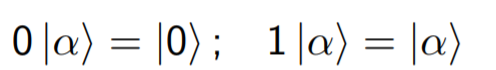 0 |α⟩ = |0⟩ ; 1 |α⟩ = |α⟩